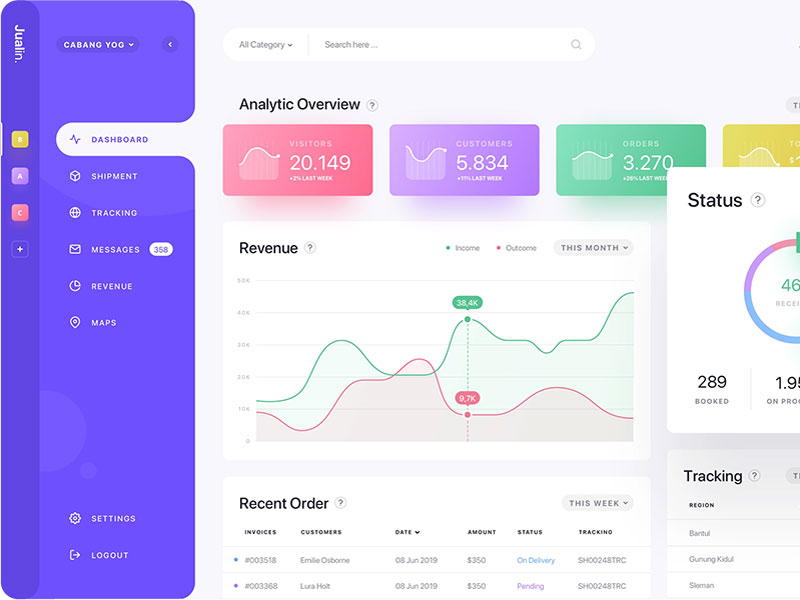 Jualin.
CABANG YOG
B
A
C
+
DASHBOARD
SHIPMENT
TRACKING
MESSAGES 358
REVENUE
MAPS
SETTINGS
LOGOUT
All Category
Search here ...
Analytic Overview ?
VISITORS
20.149
+2% LAST WEEK
CUSTOMERS
5.834
+11% LAST WEEK
ORDERS
3.270
+26% LAST WEEK
Revenue ?
Income
Outcome
THIS MONTH
50K
40K
30K
20K
10K
0
38,4K
9,7K
Recent Order ?
THIS WEEK
INVOICES CUSTOMERS DATE AMOUNT STATUS TRACKING
#003518 Emilie Osborne 08 Jun 2019 $350 On Delivery SH00248TRC
#003368 Lura Holt 08 Jun 2019 $350 Pending SH00248TRC
Status ?
46
RECEI
289
BOOKED
1.95
ON PRO
Tracking ?
REGION
Bantul
Gunung Kidul
Sleman